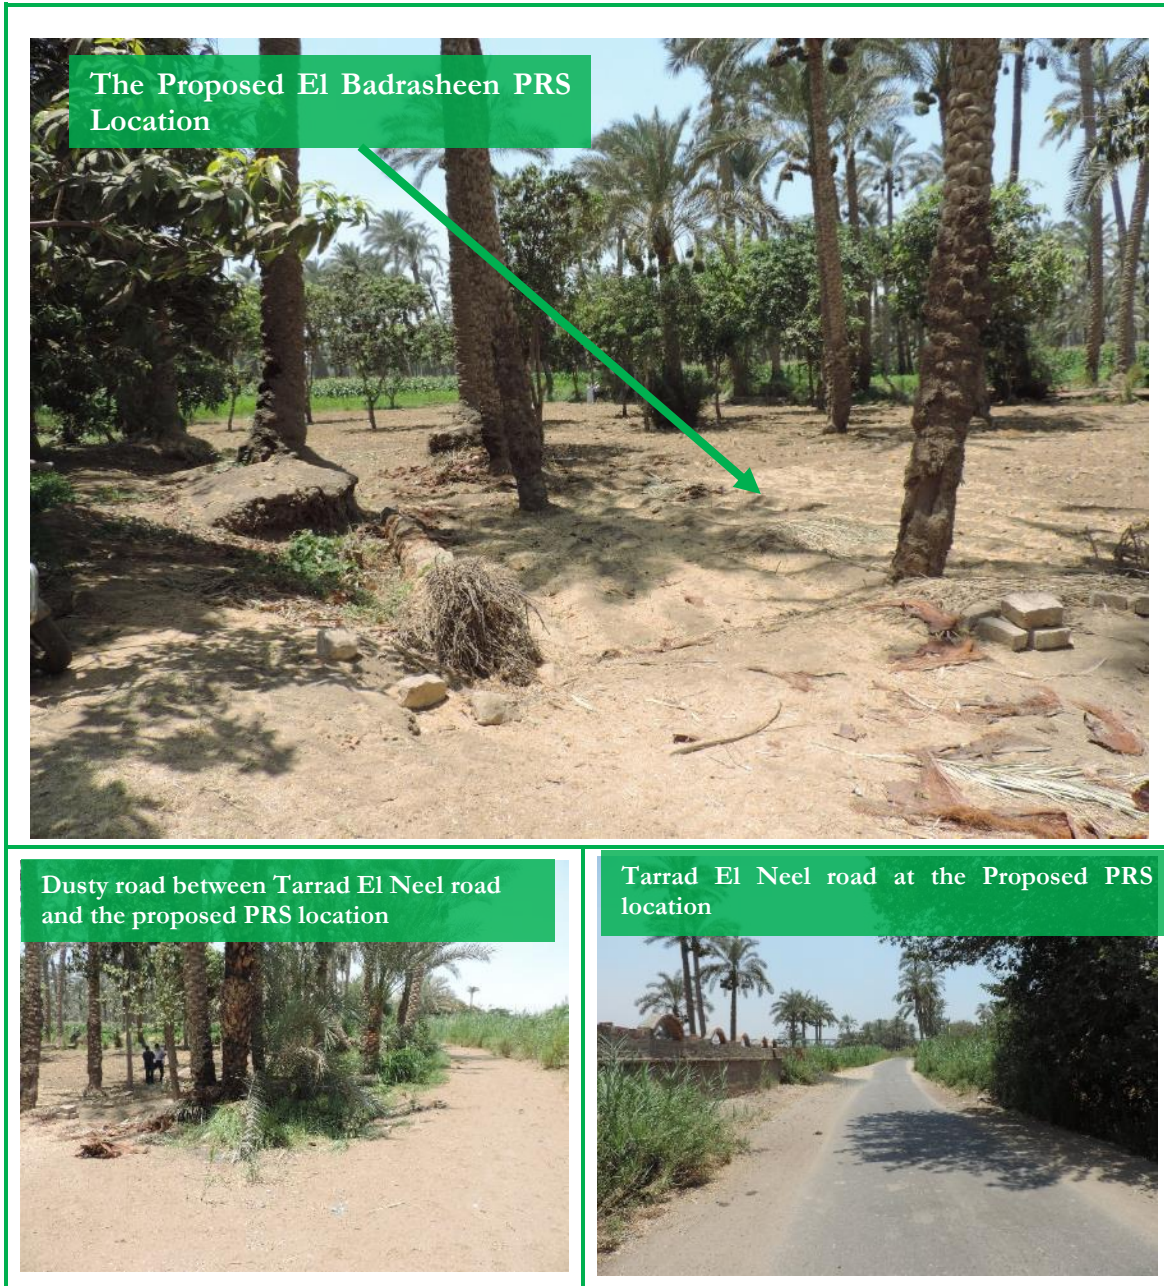 The Proposed El Badrasheen PRS
Location
Dusty road between Tarrad El Neel road
and the proposed PRS location
Tarrad El Neel road at the Proposed PRS
location